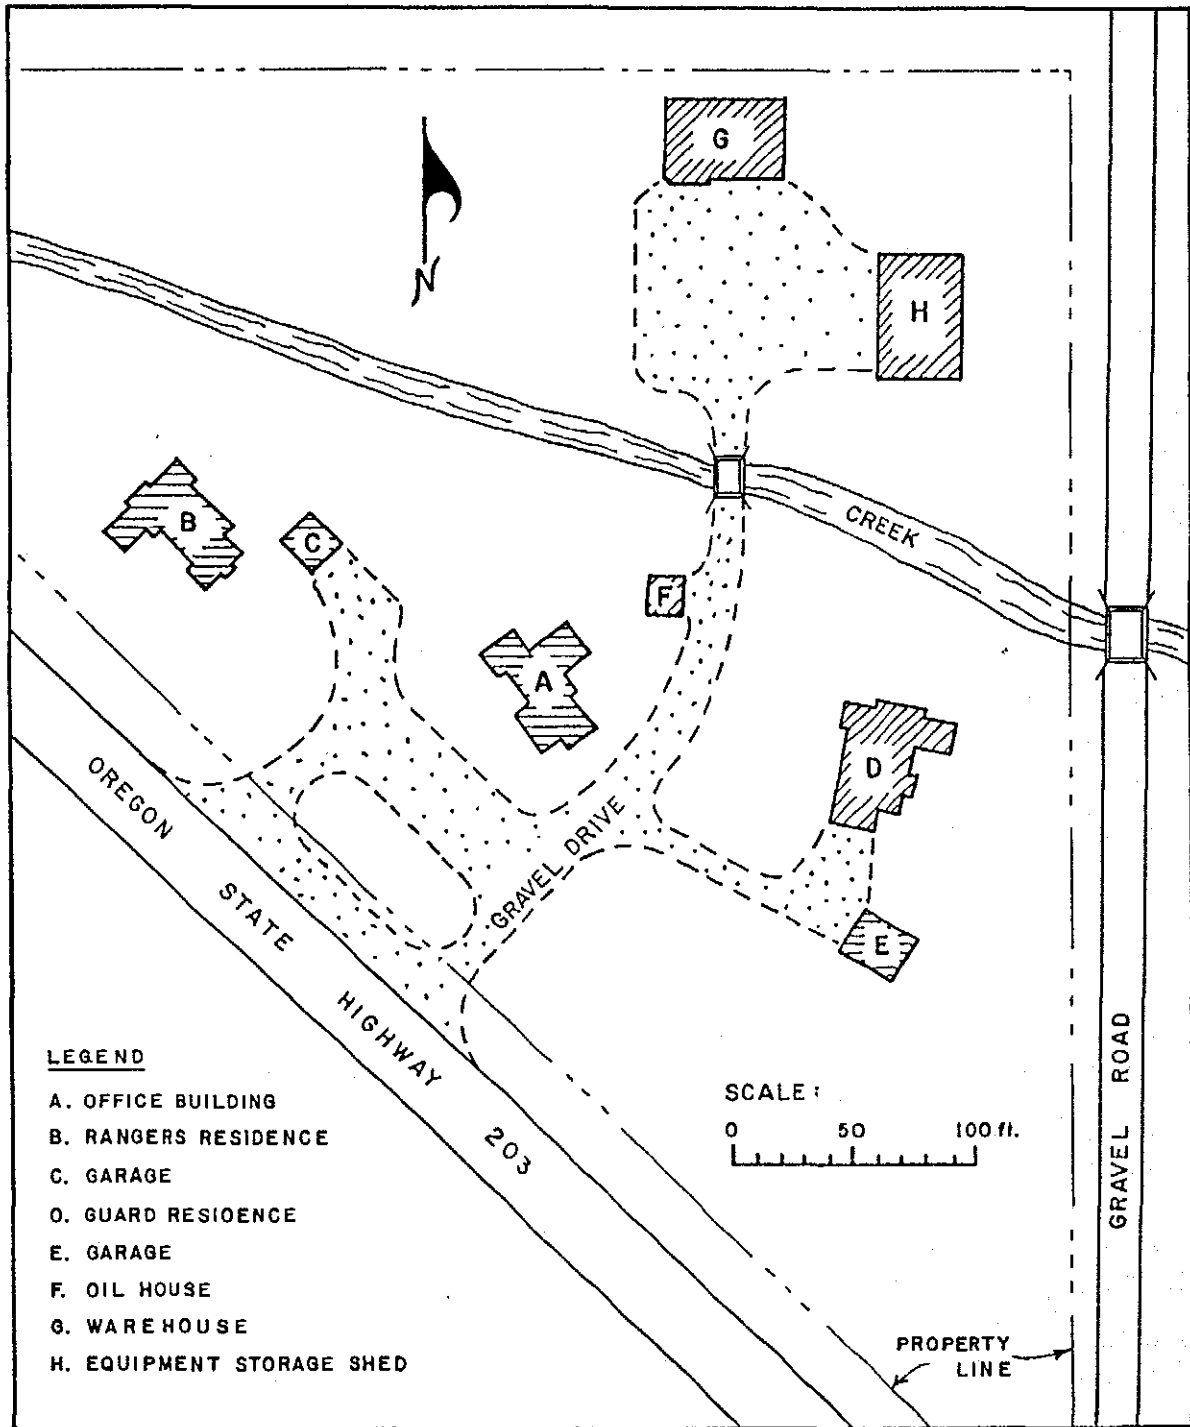 G
N
H
B
C
CREEK
F
A
D
OREGON STATE HIGHWAY 203
GRAVEL DRIVE
E
GRAVEL ROAD
LEGEND
A. OFFICE BUILDING
B. RANGERS RESIDENCE
C. GARAGE
O. GUARD RESIDENCE
E. GARAGE
F. OIL HOUSE
G. WAREHOUSE
H. EQUIPMENT STORAGE SHED
SCALE:
0 50 100 ft.
PROPERTY
LINE